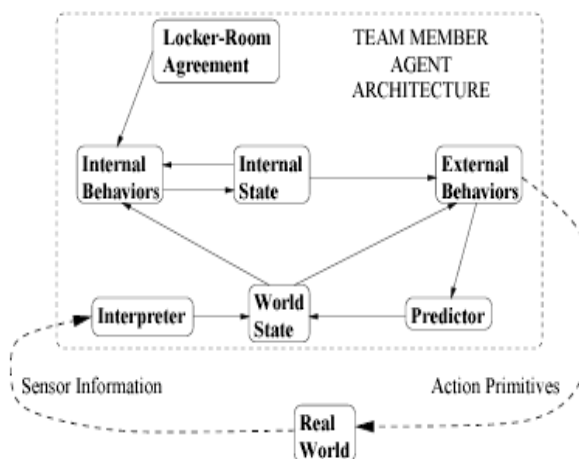 Locker-Room
Agreement
TEAM MEMBER
AGENT
ARCHITECTURE
Internal
Behaviors
Internal
State
External
Behaviors
Interpreter
World
State
Predictor
Sensor Information
Action Primitives
Real
World